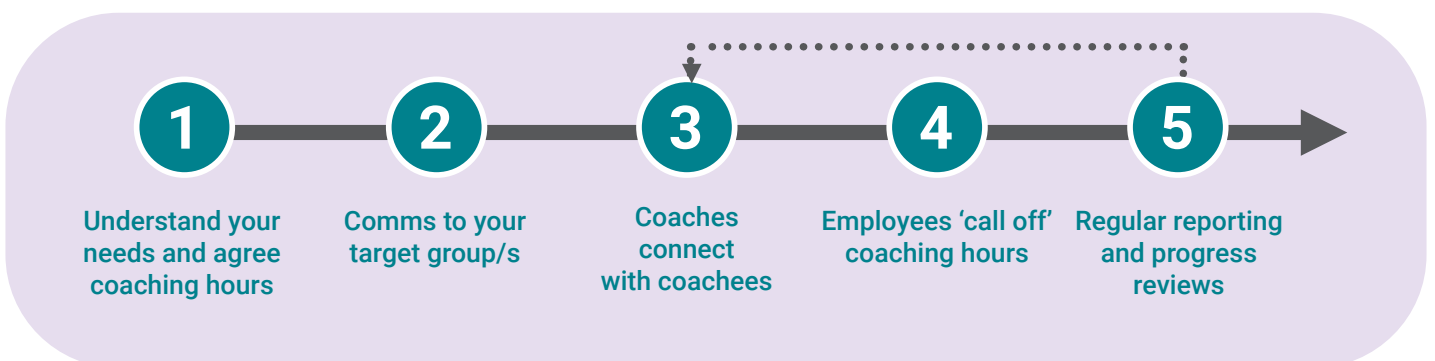 1
2
3
4
5
Understand your
needs and agree
coaching hours
Comms to your
target group/s
Coaches
connect
with coachees
Employees ‘call off’
coaching hours
Regular reporting
and progress
reviews